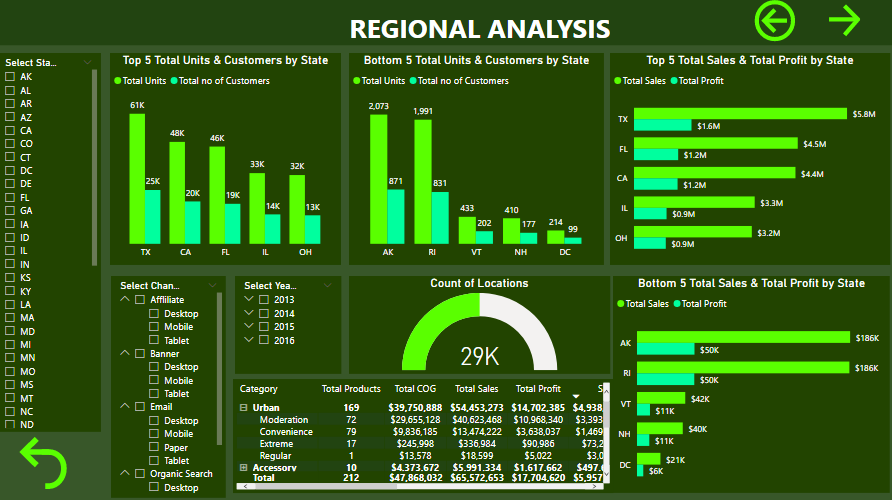 REGIONAL ANALYSIS
Select Sta...
AK
AL
AR
AZ
CA
CO
CT
DC
DE
FL
GA
IA
ID
IL
IN
KS
KY
LA
MA
MD
MI
MN
MO
MS
MT
NC
ND
Top 5 Total Units & Customers by State
Total Units Total no of Customers
61K
48K
46K
33K
32K
25K
20K
19K
14K
13K
TX CA FL IL OH
Bottom 5 Total Units & Customers by State
Total Units Total no of Customers
2,073
1,991
871
831
433
202
410
177
214
99
AK RI VT NH DC
Top 5 Total Sales & Total Profit by State
Total Sales Total Profit
TX $5.8M
$1.6M
FL $4.5M
$1.2M
CA $4.4M
$1.2M
IL $3.3M
$0.9M
OH $3.2M
$0.9M
Select Chan...
Affliliate
Desktop
Mobile
Tablet
Banner
Desktop
Mobile
Tablet
Email
Desktop
Mobile
Paper
Tablet
Organic Search
Desktop
Select Year...
2013
2014
2015
2016
Count of Locations
29K
Category Total Products Total COG Total Sales Total Profit S
Urban 169 $39,750,888 $54,453,273 $14,702,385 $4,938,
Moderation 72 $29,655,128 $40,623,468 $10,968,340 $3,393
Convenience 79 $9,836,185 $13,474,222 $3,638,037 $1,469
Extreme 17 $245,998 $336,984 $90,986 $73,2
Regular 1 $13,578 $18,599 $5,022 $3,0
Accessory 10 $4,373,672 $5,991,334 $1,617,662 $497,
Total 212 $47,868,032 $65,572,653 $17,704,620 $5,957
Bottom 5 Total Sales & Total Profit by State
Total Sales Total Profit
AK $186K
$50K
RI $186K
$50K
VT $42K
$11K
NH $40K
$11K
DC $21K
$6K